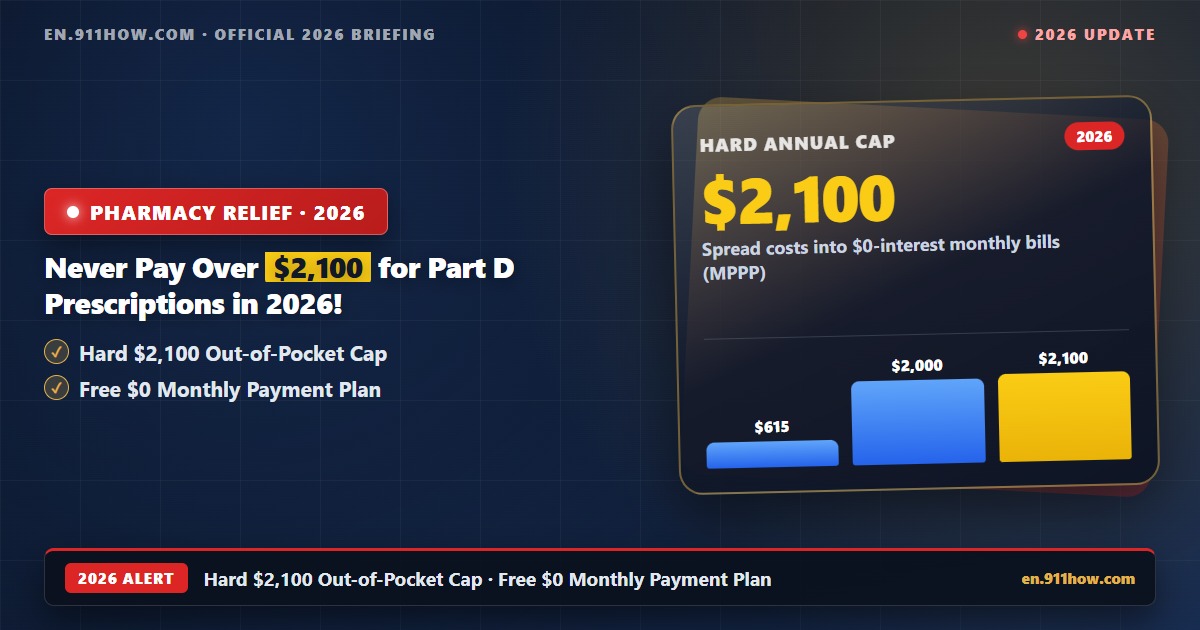 EN.911HOW.COM · OFFICIAL 2026 BRIEFING
2026 UPDATE
PHARMACY RELIEF · 2026
Never Pay Over $2,100 for Part D
Prescriptions in 2026!
Hard $2,100 Out-of-Pocket Cap
Free $0 Monthly Payment Plan
HARD ANNUAL CAP
2026
$2,100
Spread costs into $0-interest monthly bills
(MPPP)
$615
$2,000
$2,100
2026 ALERT
Hard $2,100 Out-of-Pocket Cap · Free $0 Monthly Payment Plan
en.911how.com